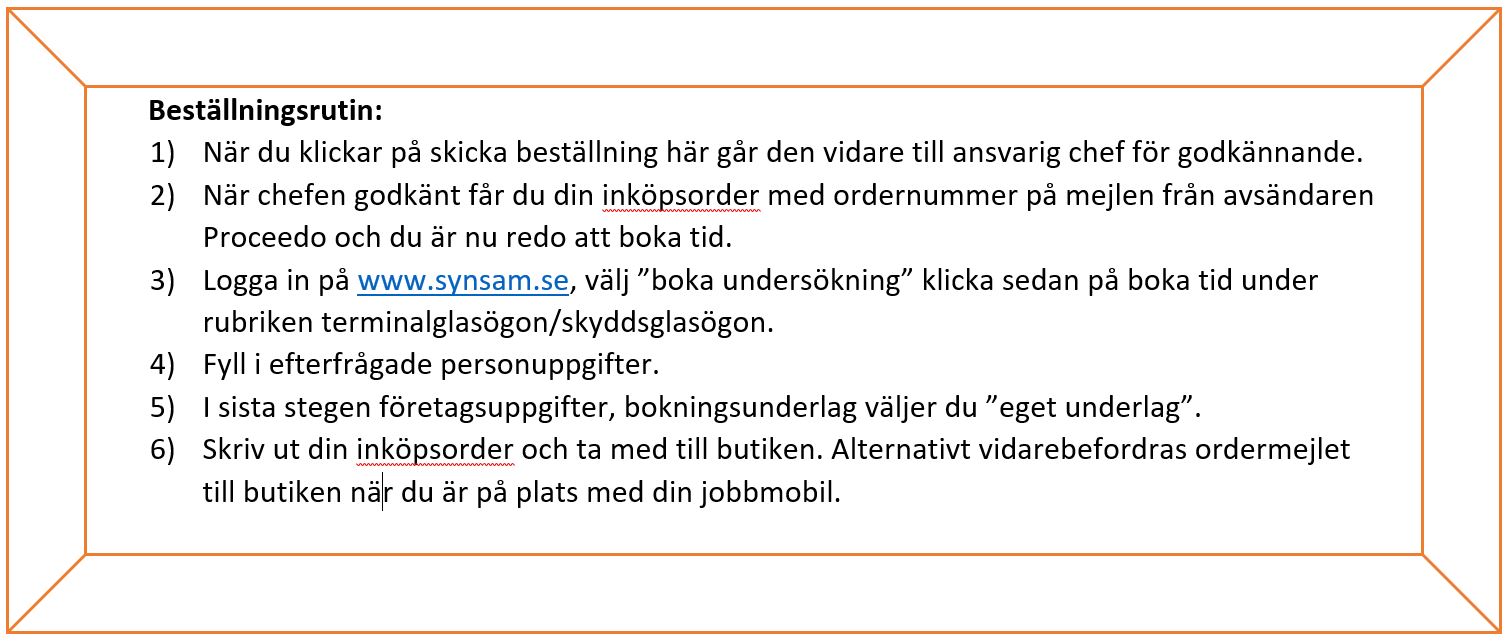 Beställningsrutin:
1) När du klickar på skicka beställning här går den vidare till ansvarig chef för godkännande.
2) När chefen godkänt får du din inköpsorder med ordernummer på mejlen från avsändaren
Proceedo och du är nu redo att boka tid.
3) Logga in på www.synsam.se, välj ”boka undersökning” klicka sedan på boka tid under
rubriken terminalglasögon/skyddsglasögon.
4) Fyll i efterfrågade personuppgifter.
5) I sista stegen företagsuppgifter, bokningsunderlag väljer du ”eget underlag”.
6) Skriv ut din inköpsorder och ta med till butiken. Alternativt vidarebefordras ordermejlet
till butiken när du är på plats med din jobbmobil.